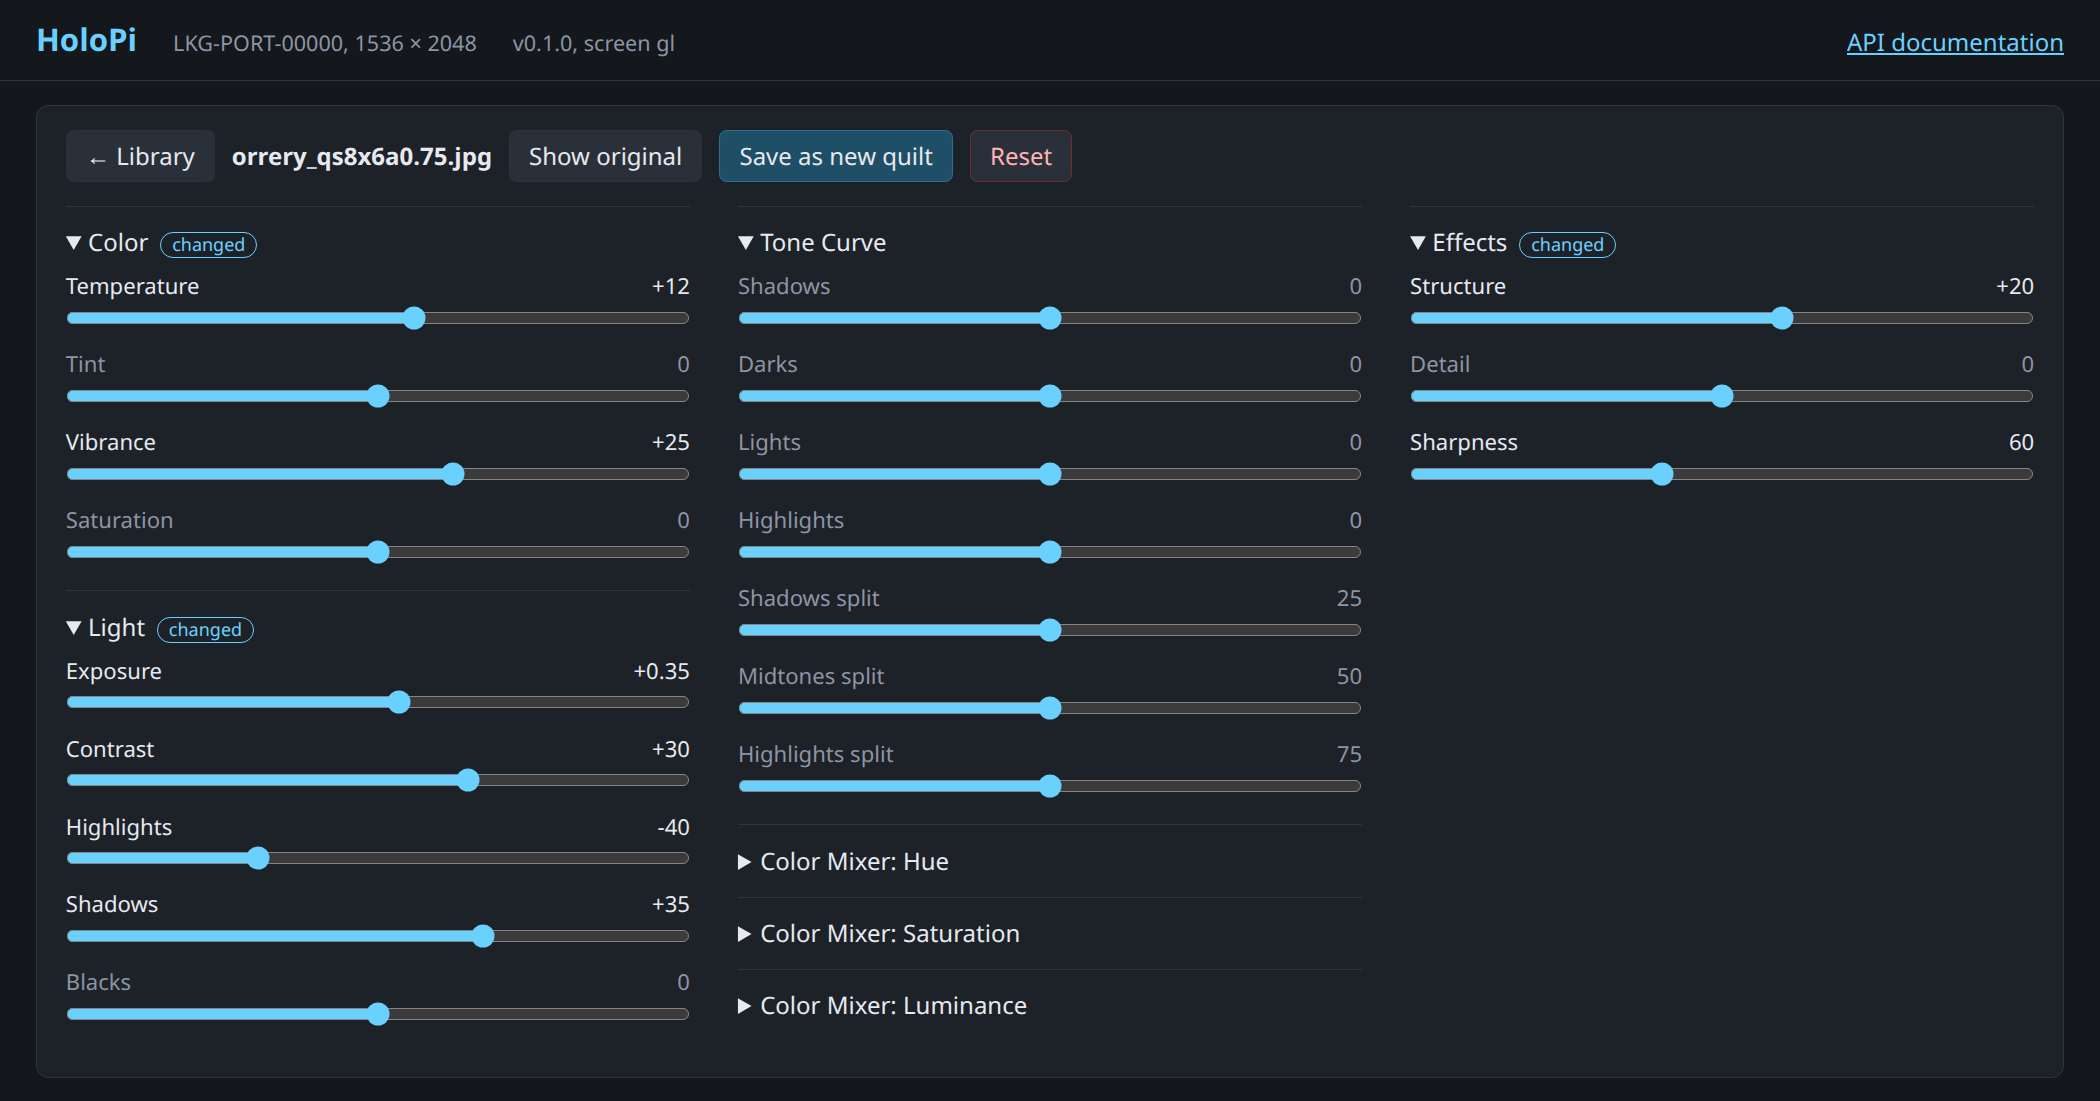 HoloPi LKG-PORT-00000, 1536 × 2048 v0.1.0, screen gl API documentation
← Library orrery_qs8x6a0.75.jpg Show original Save as new quilt Reset
Color changed
Temperature +12
Tint 0
Vibrance +25
Saturation 0
Light changed
Exposure +0.35
Contrast +30
Highlights -40
Shadows +35
Blacks 0
Tone Curve
Shadows 0
Darks 0
Lights 0
Highlights 0
Shadows split 25
Midtones split 50
Highlights split 75
Color Mixer: Hue
Color Mixer: Saturation
Color Mixer: Luminance
Effects changed
Structure +20
Detail 0
Sharpness 60